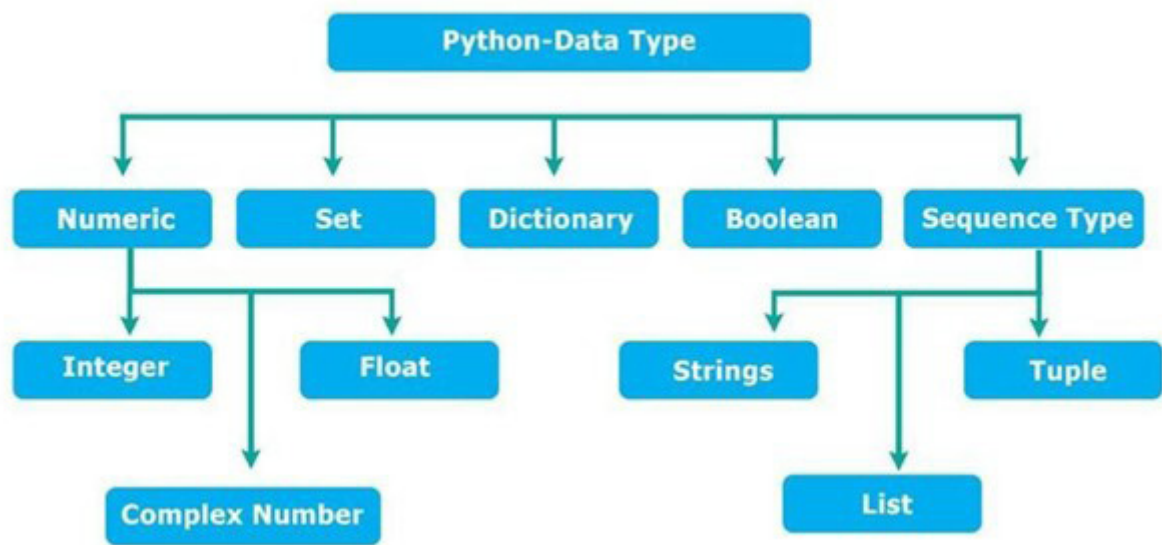 Python-Data Type
Numeric
Set
Dictionary
Boolean
Sequence Type
Integer
Float
Strings
Tuple
Complex Number
List